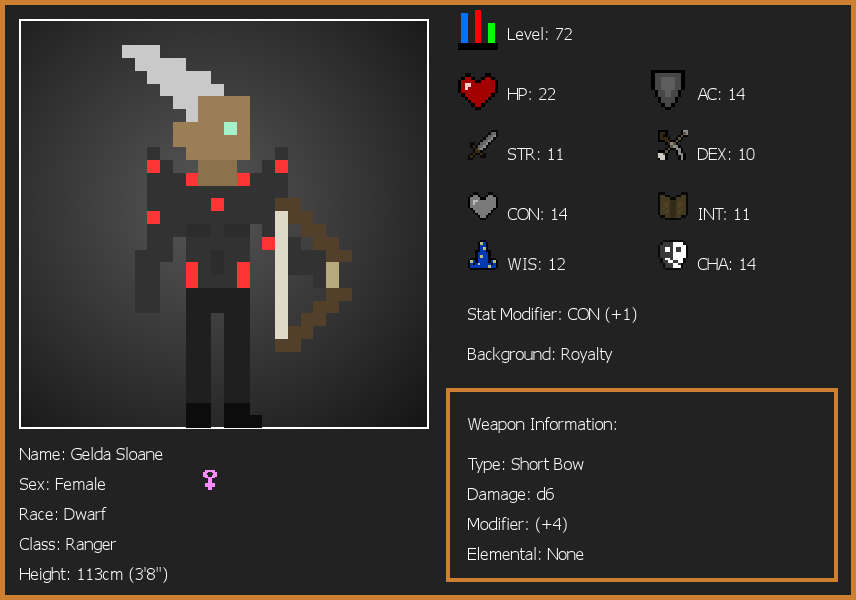 Level: 72
HP: 22
AC: 14
STR: 11
DEX: 10
CON: 14
INT: 11
WIS: 12
CHA: 14
Stat Modifier: CON (+1)
Background: Royalty
Weapon Information:
Type: Short Bow
Damage: d6
Modifier: (+4)
Elemental: None
Name: Gelda Sloane
Sex: Female
Race: Dwarf
Class: Ranger
Height: 113cm (3'8")